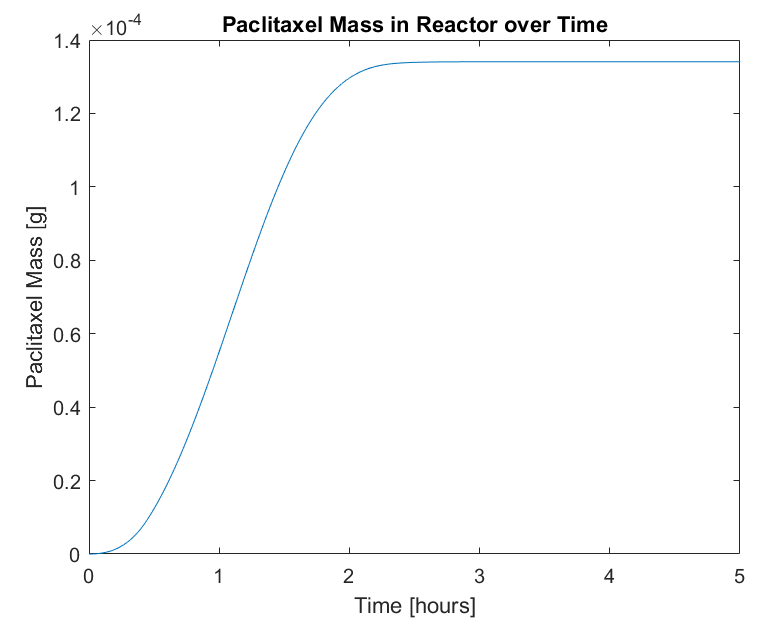 Paclitaxel Mass in Reactor over Time
×10-4
1.4
1.2
1
0.8
0.6
0.4
0.2
0
Paclitaxel Mass [g]
0 1 2 3 4 5
Time [hours]